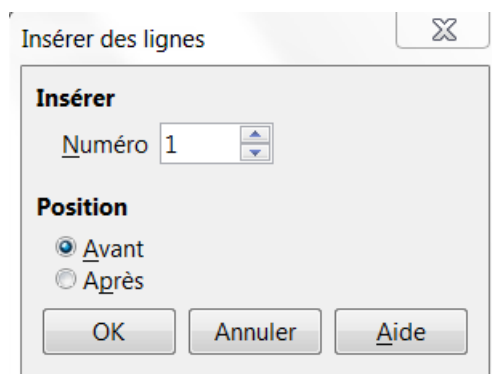 Insérer des lignes
Insérer
Numéro 1
Position
Avant
Après
OK Annuler Aide